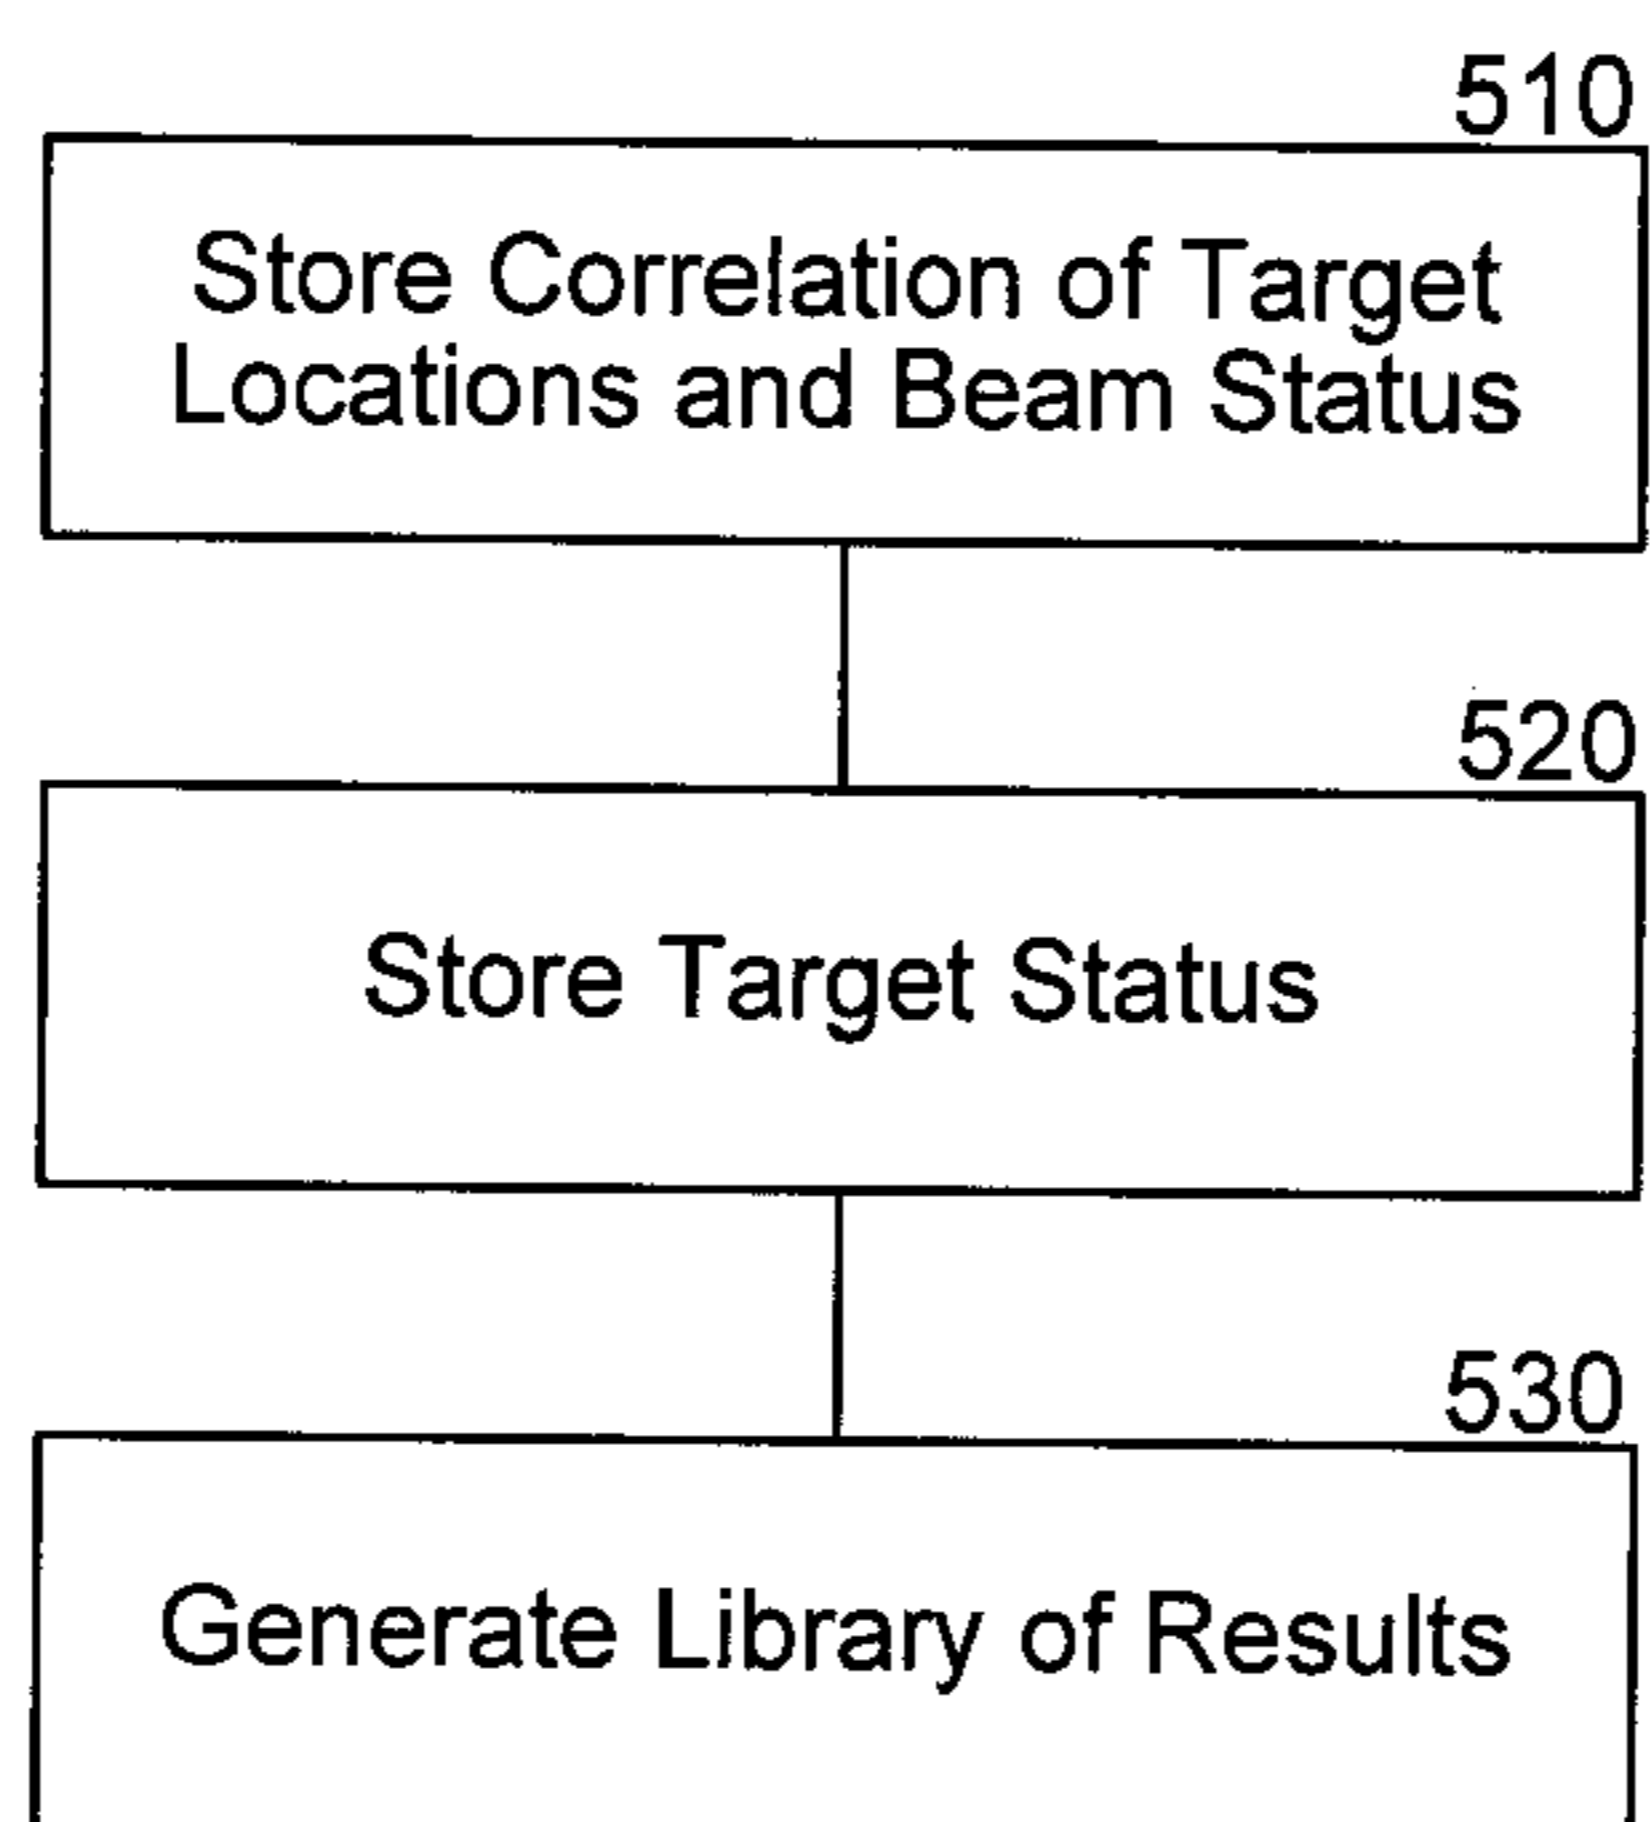 510
Store Correlation of Target
Locations and Beam Status
520
Store Target Status
530
Generate Library of Results